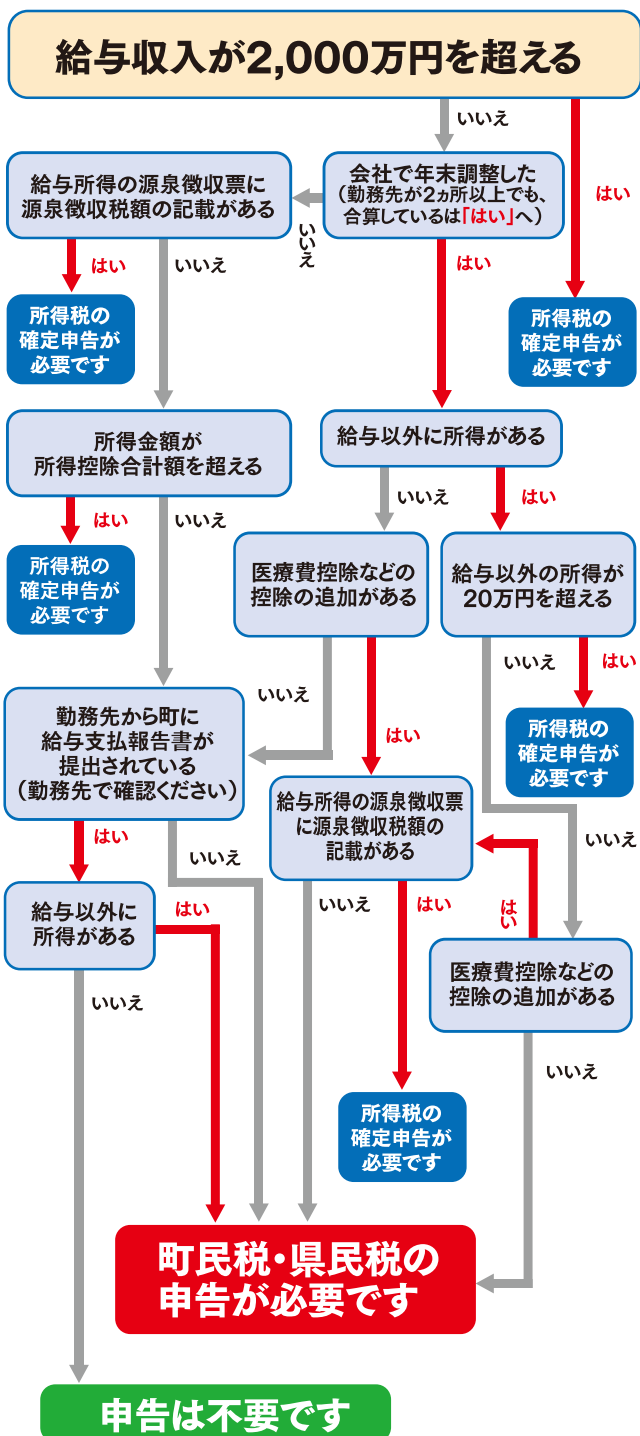 給与収入が2,000万円を超える
いいえ
はい
会社で年末調整した
(勤務先が2ヵ所以上でも、
合算しているは「はい」へ)
いいえ
はい
給与所得の源泉徴収票に
源泉徴収税額の記載がある
はい
いいえ
所得税の
確定申告が
必要です
所得税の
確定申告が
必要です
所得金額が
所得控除合計額を超える
はい
いいえ
所得税の
確定申告が
必要です
給与以外に所得がある
いいえ
はい
医療費控除などの
控除の追加がある
いいえ
はい
給与以外の所得が
20万円を超える
いいえ
はい
所得税の
確定申告が
必要です
勤務先から町に
給与支払報告書が
提出されている
(勤務先で確認ください)
はい
いいえ
給与所得の源泉徴収票
に源泉徴収税額の
記載がある
いいえ
はい
いいえ
はい
給与以外に
所得がある
はい
いいえ
医療費控除などの
控除の追加がある
いいえ
所得税の
確定申告が
必要です
町民税・県民税の
申告が必要です
申告は不要です